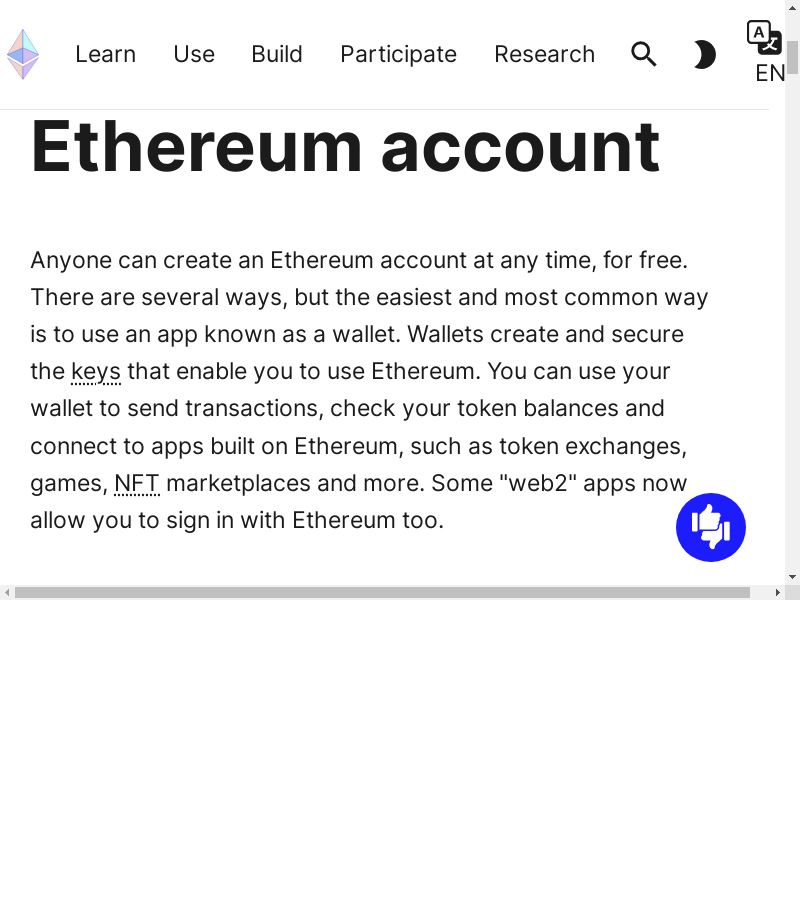 Learn Use Build Participate Research
EN
Ethereum account
Anyone can create an Ethereum account at any time, for free.
There are several ways, but the easiest and most common way
is to use an app known as a wallet. Wallets create and secure
the keys that enable you to use Ethereum. You can use your
wallet to send transactions, check your token balances and
connect to apps built on Ethereum, such as token exchanges,
games, NFT marketplaces and more. Some "web2" apps now
allow you to sign in with Ethereum too.